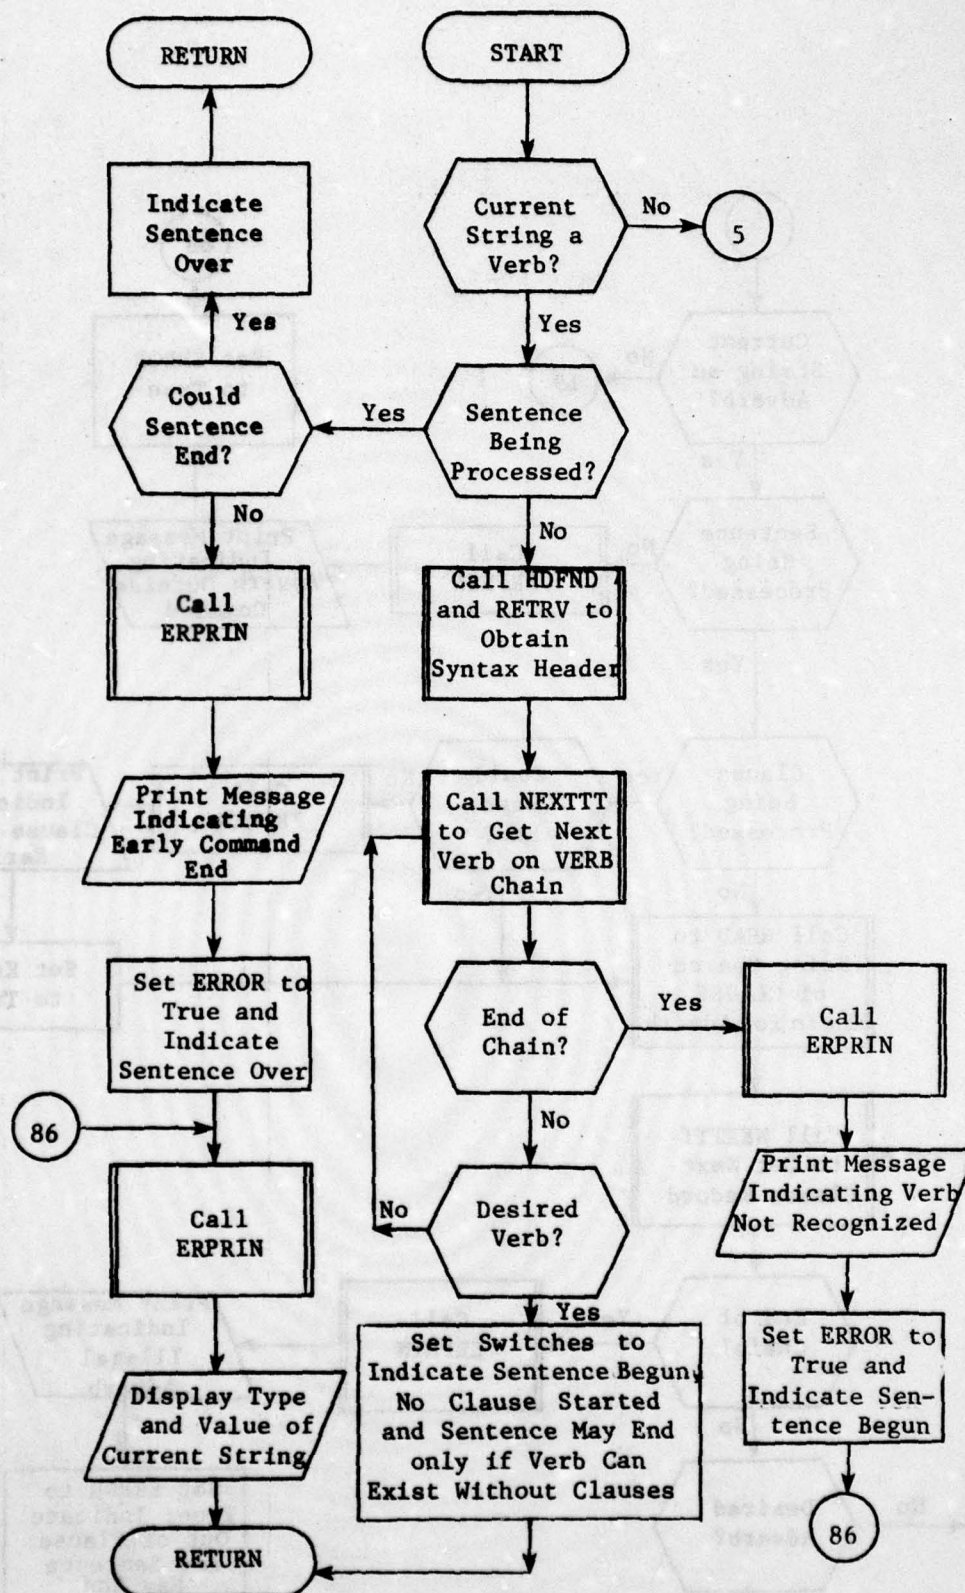 RETURN
START
Indicate
Sentence
Over
Current
String a
Verb?
No
5
Yes
Yes
Could
Sentence
End?
Yes
Sentence
Being
Processed?
No
No
Call
ERPRIN
Call HDFND
and RETRV to
Obtain
Syntax Header
Print Message
Indicating
Early Command
End
Call NEXTTT
to Get Next
Verb on VERB
Chain
Set ERROR to
True and
Indicate
Sentence Over
End of
Chain?
Yes
Call
ERPRIN
No
86
Call
ERPRIN
No
Desired
Verb?
Print Message
Indicating Verb
Not Recognized
Yes
Display Type
and Value of
Current String
Set Switches to
Indicate Sentence Begun,
No Clause Started
and Sentence May End
only if Verb Can
Exist Without Clauses
Set ERROR to
True and
Indicate Sen-
tence Begun
86
RETURN